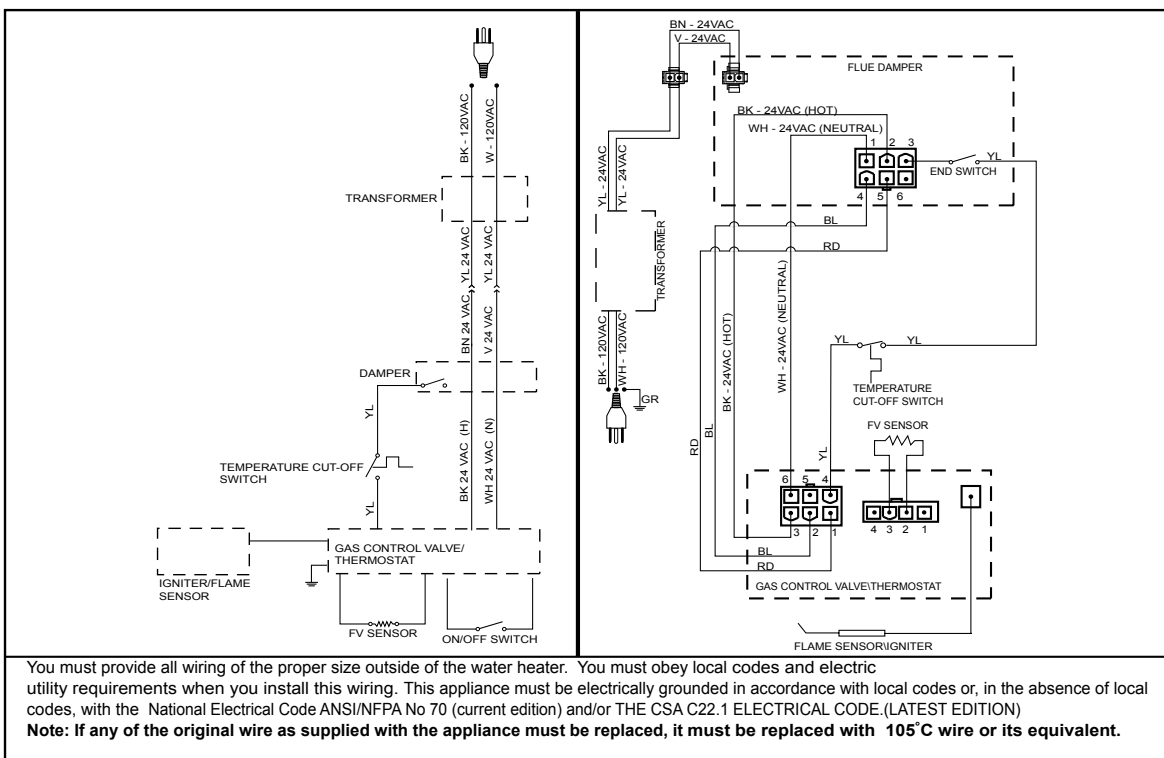 BK - 120VAC
W - 120VAC
TRANSFORMER
YL 24 VAC
YL 24 VAC
BN 24 VAC
V 24 VAC
DAMPER
YL
BK 24 VAC (H)
WH 24 VAC (N)
TEMPERATURE CUT-OFF
SWITCH
YL
GAS CONTROL VALVE/
THERMOSTAT
IGNITER/FLAME
SENSOR
FV SENSOR
ON/OFF SWITCH
BN - 24VAC
V - 24VAC
FLUE DAMPER
BK - 24VAC (HOT)
WH - 24VAC (NEUTRAL)
1 2 3
YL
END SWITCH
4 5 6
YL - 24VAC
YL - 24VAC
BL
RD
TRANSFORMER
BK - 120VAC
WH - 120VAC
GR
BK - 24VAC (HOT)
WH - 24VAC (NEUTRAL)
YL
YL
TEMPERATURE
CUT-OFF SWITCH
FV SENSOR
RD
BL
YL
6 5 4
3 2 1
4 3 2 1
BL
RD
GAS CONTROL VALVE\THERMOSTAT
FLAME SENSOR\IGNITER
You must provide all wiring of the proper size outside of the water heater. You must obey local codes and electric
utility requirements when you install this wiring. This appliance must be electrically grounded in accordance with local codes or, in the absence of local
codes, with the National Electrical Code ANSI/NFPA No 70 (current edition) and/or THE CSA C22.1 ELECTRICAL CODE.(LATEST EDITION)
Note: If any of the original wire as supplied with the appliance must be replaced, it must be replaced with 105°C wire or its equivalent.